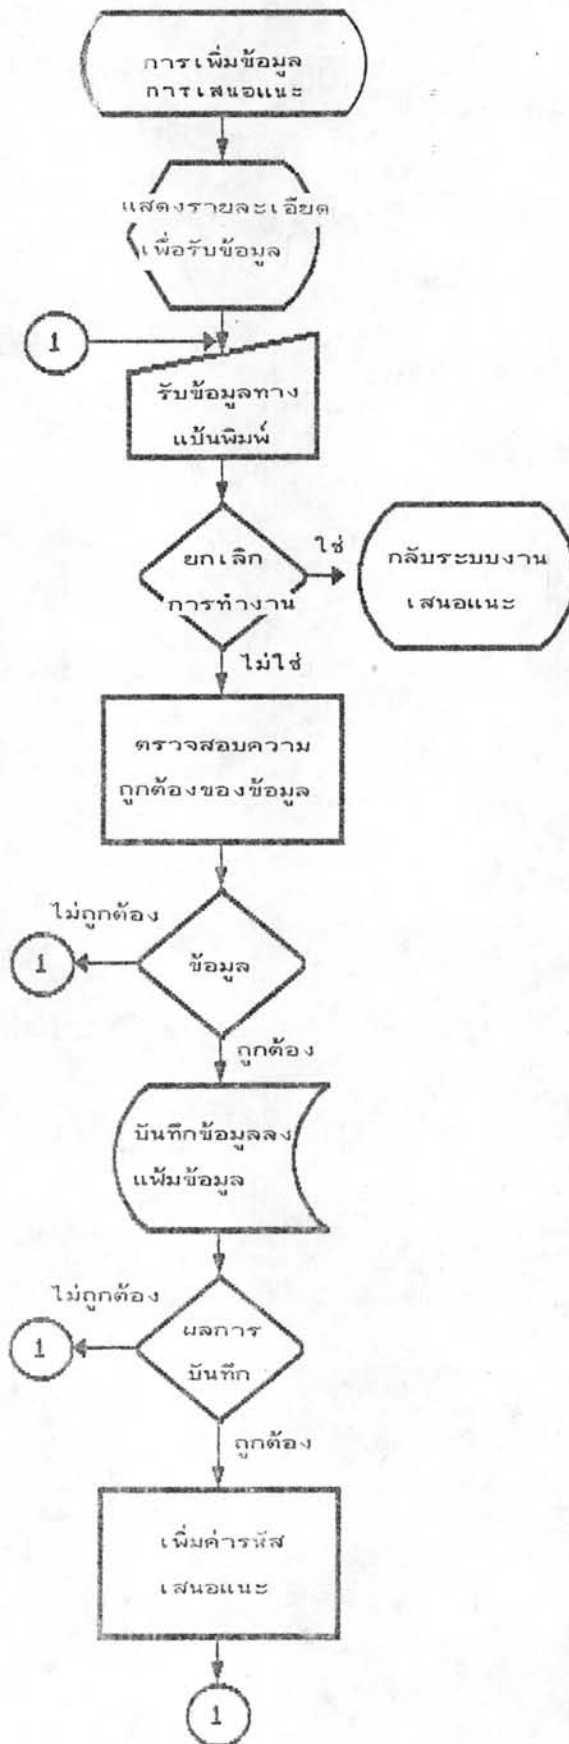 การเพิ่มข้อมูล
การเสนอแนะ
แสดงรายละเอียด
เพื่อรับข้อมูล
1
รับข้อมูลทาง
แป้นพิมพ์
ยกเลิก
การทำงาน
ใช่
กลับระบบงาน
เสนอแนะ
ไม่ใช่
ตรวจสอบความ
ถูกต้องของข้อมูล
ไม่ถูกต้อง
1
ข้อมูล
ถูกต้อง
บันทึกข้อมูลลง
แฟ้มข้อมูล
ไม่ถูกต้อง
1
ผลการ
บันทึก
ถูกต้อง
เพิ่มค่ารหัส
เสนอแนะ
1